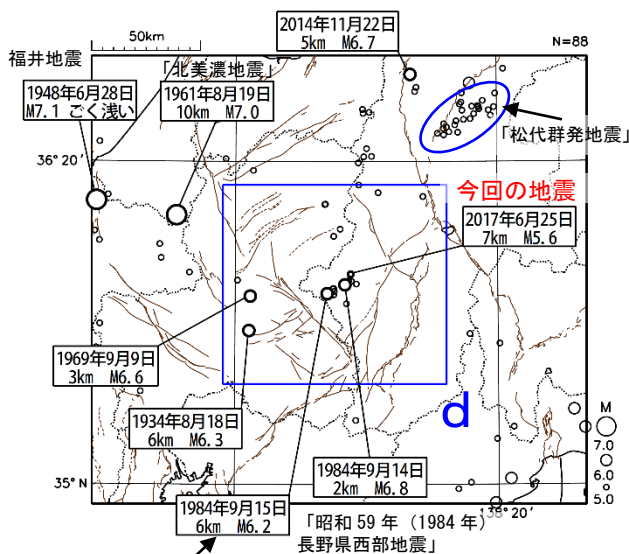 50km
2014年11月22日
5km M6.7
N=88
福井地震
「北美濃地震」
1948年6月28日
M7.1 ごく浅い
1961年8月19日
10km M7.0
「松代群発地震」
36°20'
今回の地震
2017年6月25日
7km M5.6
1969年9月9日
3km M6.6
1934年8月18日
6km M6.3
d
M
7.0
6.0
5.0
1984年9月14日
2km M6.8
35°N
1984年9月15日
6km M6.2
138°20'
「昭和 59 年（1984 年）
長野県西部地震」